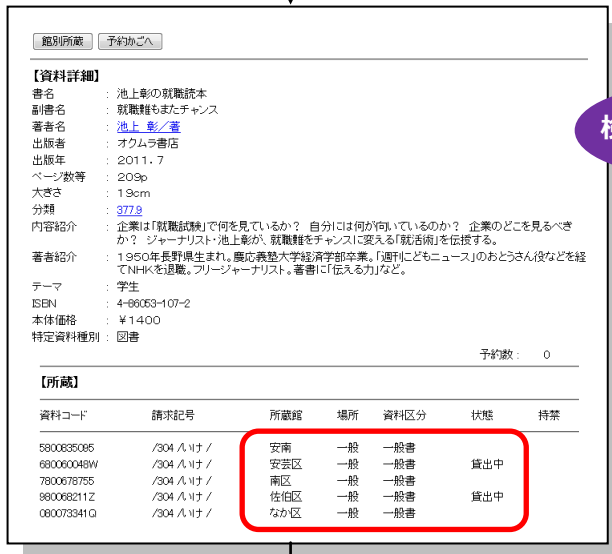 館別所蔵 予約かごへ
【資料詳細】
書名 : 池上彰の就職読本
副書名 : 就職難もまたチャンス
著者名 : 池上 彰/著
出版者 : オクムラ書店
出版年 : 2011.7
ページ数等 : 209p
大きさ : 19cm
分類 : 377.9
内容紹介 : 企業は「就職試験」で何を見ているか? 自分には何が向いているのか? 企業のどこを見るべき
か? ジャーナリスト・池上彰が、就職難をチャンスに変える「就活術」を伝授する。
著者紹介 : 1950年長野県生まれ。慶応義塾大学経済学部卒業。「週刊こどもニュース」のおとうさん役などを経
てNHKを退職。フリージャーナリスト。著書に「伝える力」など。
テーマ : 学生
ISBN : 4-86053-107-2
本体価格 : ¥1400
特定資料種別 : 図書
予約数 : 0
【所蔵】
資料コード 請求記号 所蔵館 場所 資料区分 状態 持禁
5800835095 /304/イケ/ 安南 一般 一般書
680060048W /304/イケ/ 安芸区 一般 一般書 貸出中
7800678755 /304/イケ/ 南区 一般 一般書
980068211Z /304/イケ/ 佐伯区 一般 一般書 貸出中
080073341Q /304/イケ/ なか区 一般 一般書